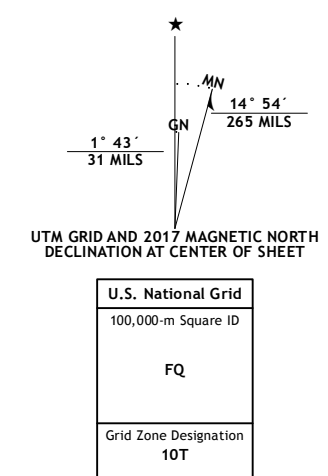 ★
MN
GN
14° 54´
265 MILS
1° 43´
31 MILS
UTM GRID AND 2017 MAGNETIC NORTH
DECLINATION AT CENTER OF SHEET
U.S. National Grid
100,000-m Square ID
FQ
Grid Zone Designation
10T